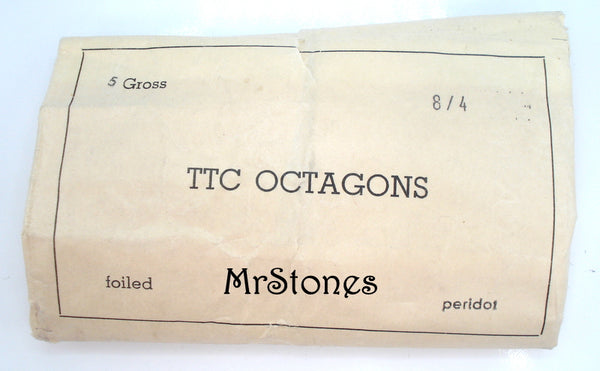 5 Gross
8/4
TTC OCTAGONS
foiled
MrStones
peridot